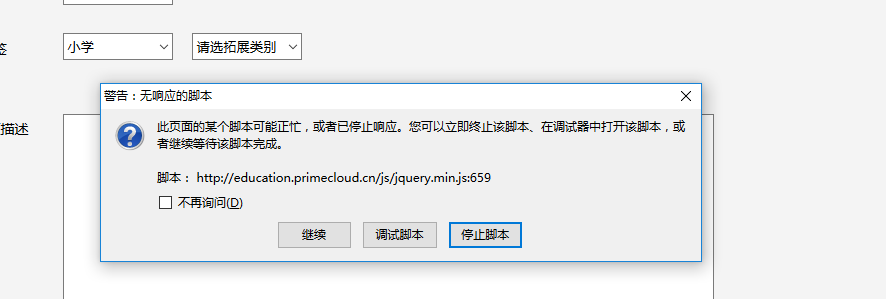 签
小学
请选拓展类别
警告：无响应的脚本
描述
此页面的某个脚本可能正忙，或者已停止响应。您可以立即终止该脚本、在调试器中打开该脚本，或
者继续等待该脚本完成。
脚本： http://education.primecloud.cn/js/jquery.min.js:659
不再询问(D)
继续 调试脚本 停止脚本